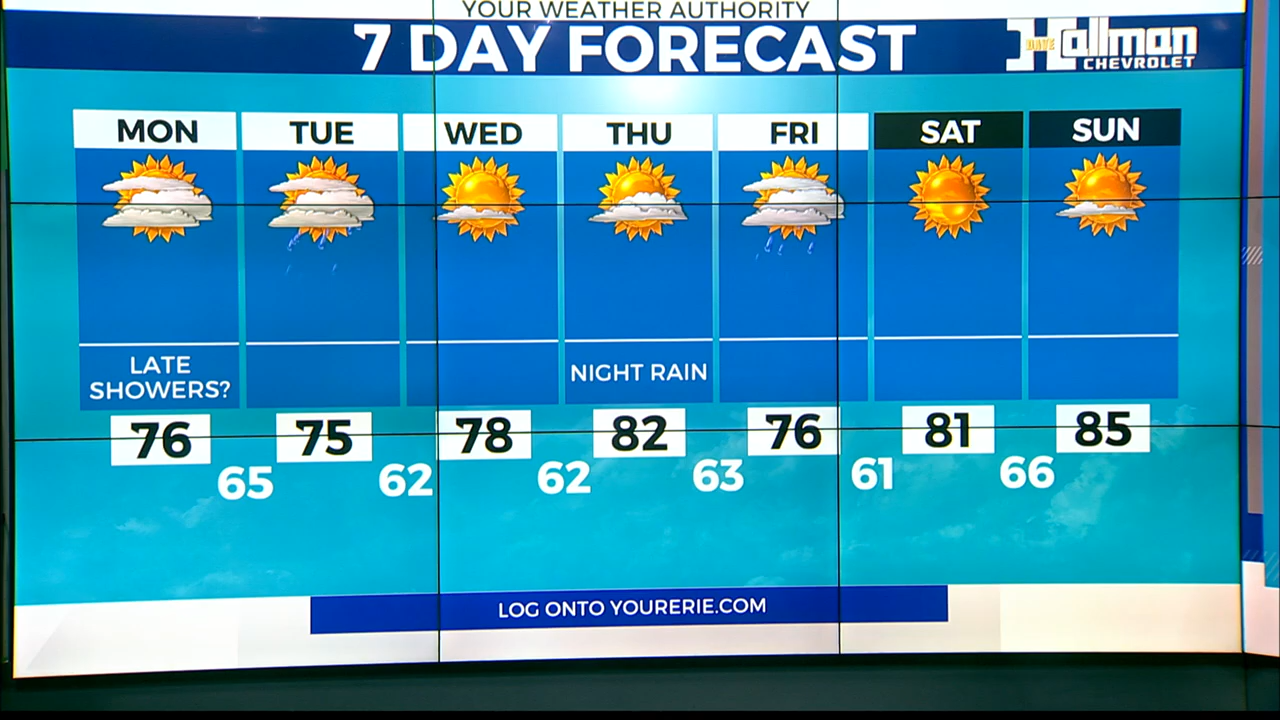 YOUR WEATHER AUTHORITY
7 DAY FORECAST
DAVE Hallman
CHEVROLET
MON TUE WED THU FRI SAT SUN
LATE
SHOWERS?
NIGHT RAIN
76 75 78 82 76 81 85
65 62 62 63 61 66
LOG ONTO YOURERIE.COM